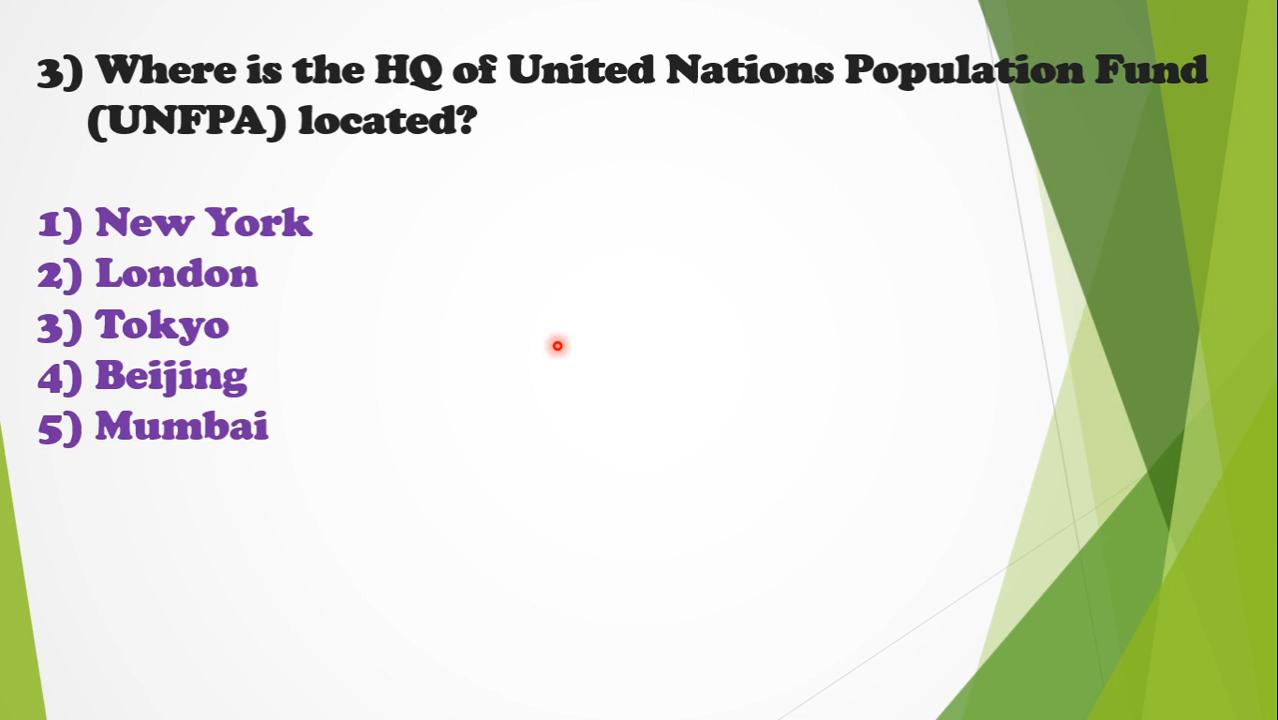 3) Where is the HQ of United Nations Population Fund
(UNFPA) located?
1) New York
2) London
3) Tokyo
4) Beijing
5) Mumbai